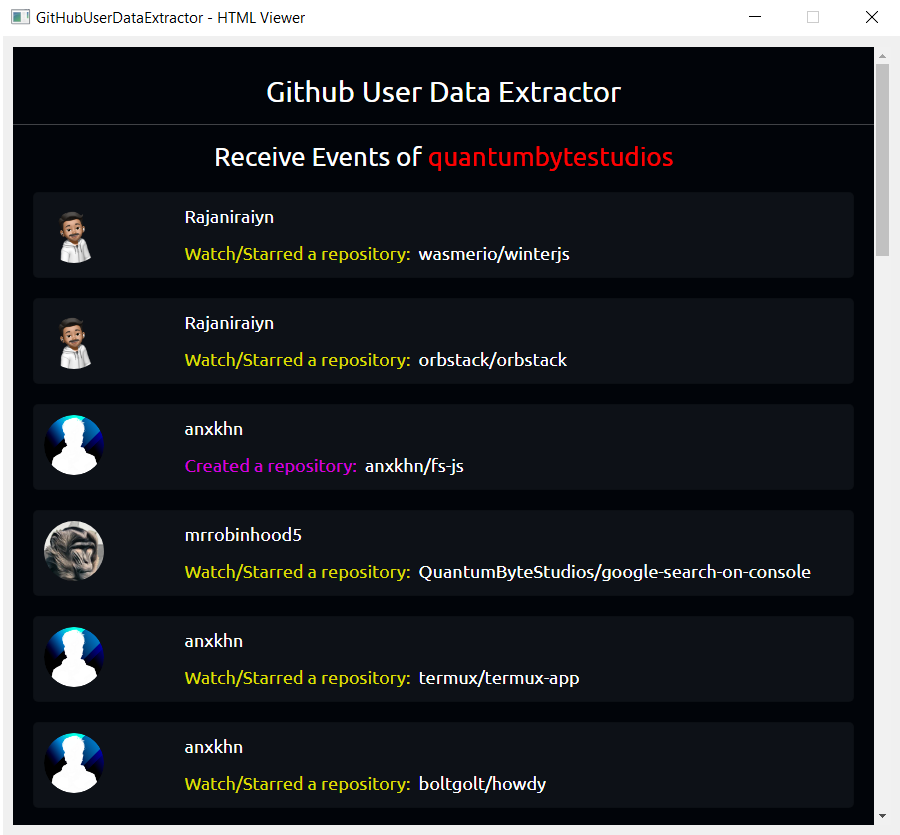 GitHubUserDataExtractor - HTML Viewer
Github User Data Extractor
Receive Events of quantumbytestudios
Rajaniraiyn
Watch/Starred a repository: wasmerio/winterjs
Rajaniraiyn
Watch/Starred a repository: orbstack/orbstack
anxkhn
Created a repository: anxkhn/fs-js
mrrobinhood5
Watch/Starred a repository: QuantumByteStudios/google-search-on-console
anxkhn
Watch/Starred a repository: termux/termux-app
anxkhn
Watch/Starred a repository: boltgolt/howdy